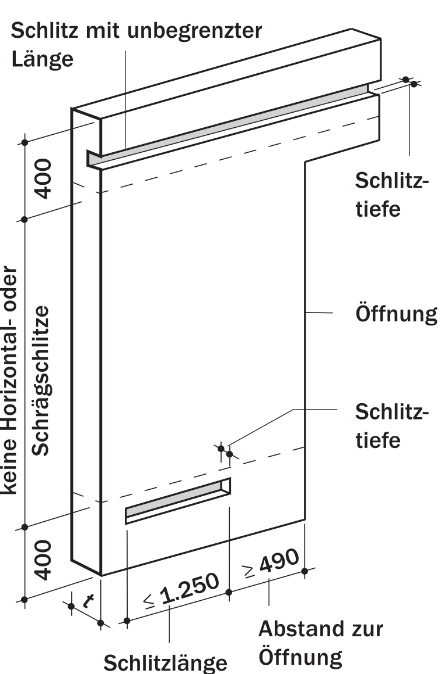 Schlitz mit unbegrenzter
Länge
400
Schlitz-
tiefe
keine Horizontal- oder
Schrägschlitze
Öffnung
Schlitz-
tiefe
400
t
≤ 1.250
≥ 490
Schlitzlänge
Abstand zur
Öffnung